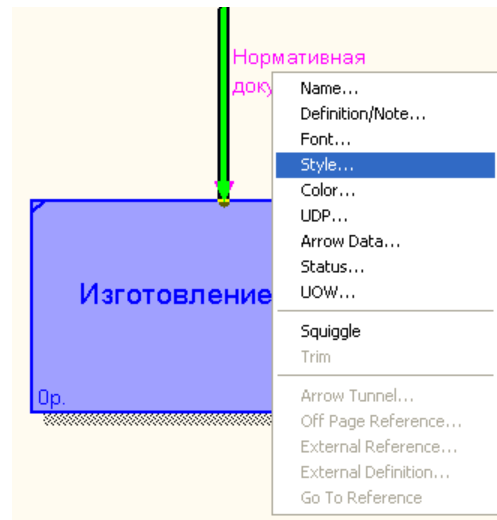 Нормативная
доку
Name...
Definition/Note...
Font...
Style...
Color...
UDP...
Arrow Data...
Status...
UOW...
Squiggle
Trim
Arrow Tunnel...
Off Page Reference...
External Reference...
External Definition...
Go To Reference
Изготовление
0р.